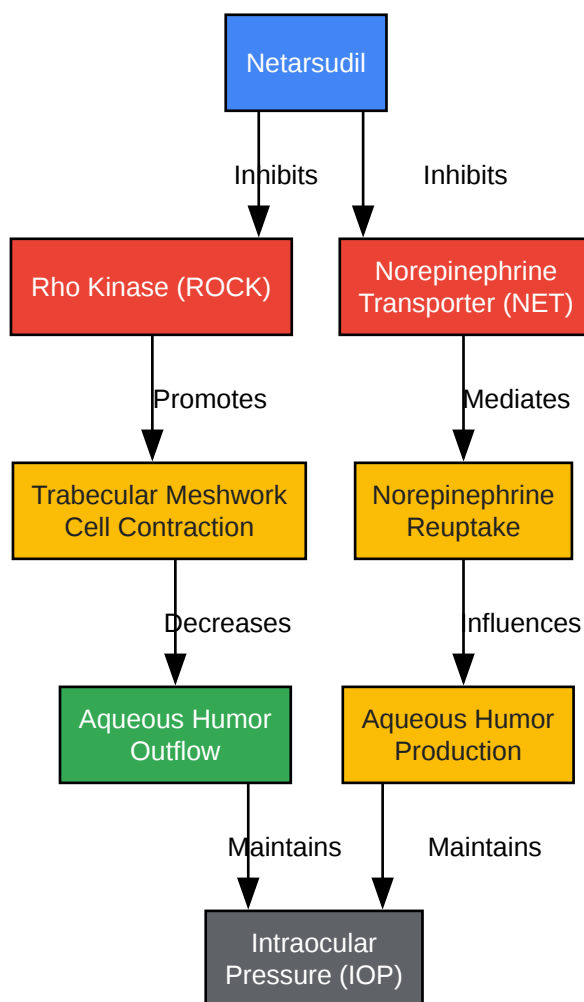 Netarsudil
Inhibits
Inhibits
Rho Kinase (ROCK)
Norepinephrine
Transporter (NET)
Promotes
Mediates
Trabecular Meshwork
Cell Contraction
Norepinephrine
Reuptake
Decreases
Influences
Aqueous Humor
Outflow
Aqueous Humor
Production
Maintains
Maintains
Intraocular
Pressure (IOP)